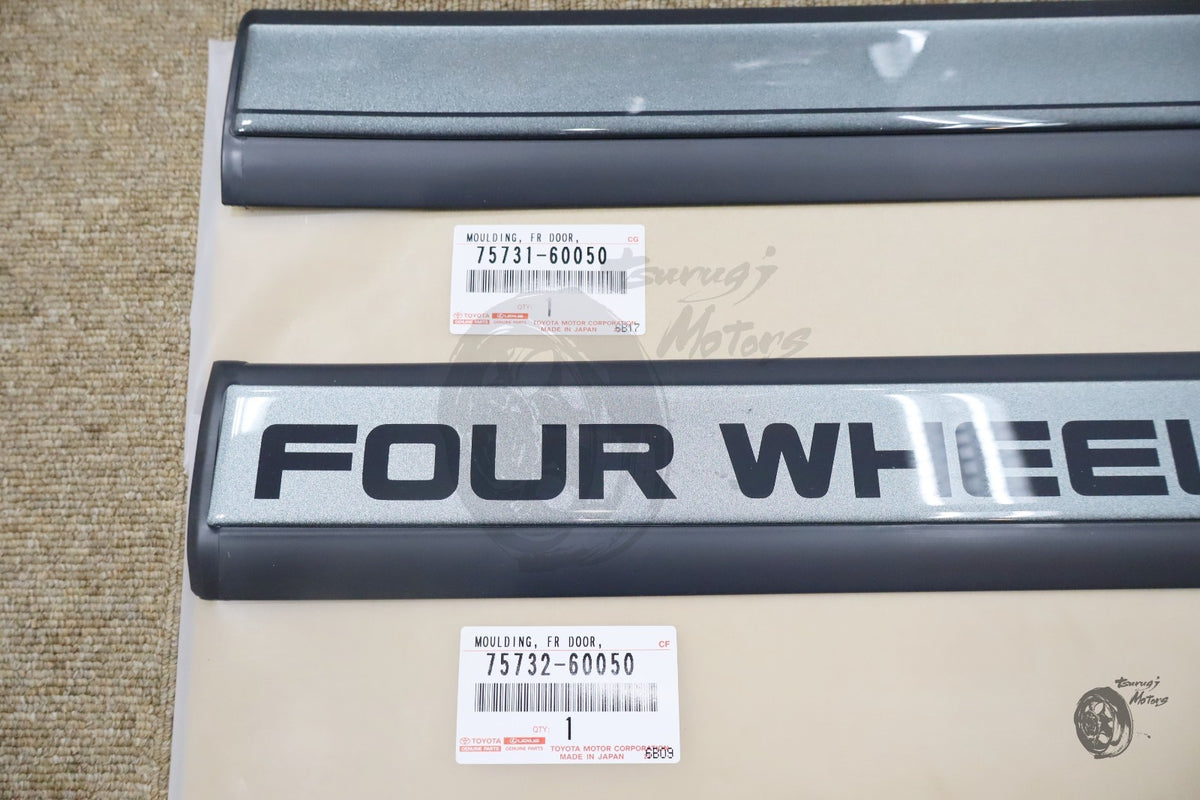 MOULDING, FR DOOR,
CG
75731-60050
QTY: 1
TOYOTA LEXUS
GENUINE PARTS GENUINE PARTS
TOYOTA MOTOR CORPORATION
MADE IN JAPAN
6B17
tsurugi
Motors
FOUR WHEEL
MOULDING, FR DOOR,
CF
75732-60050
QTY: 1
TOYOTA LEXUS
GENUINE PARTS GENUINE PARTS
TOYOTA MOTOR CORPORATION
MADE IN JAPAN
6B09
tsurugi
Motors